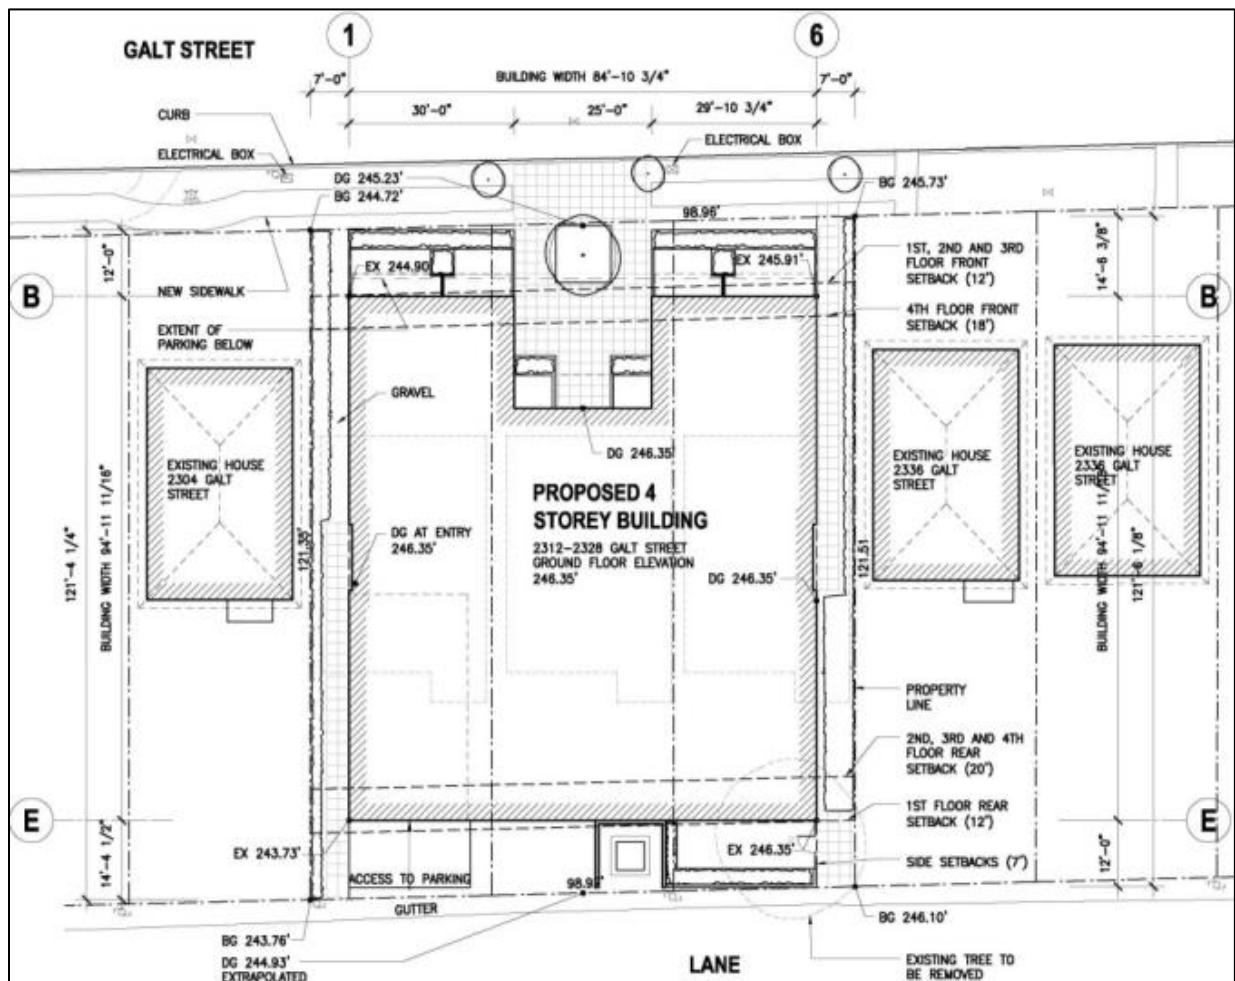 GALT STREET
1
6
7'-0"
BUILDING WIDTH 84'-10 3/4"
7'-0"
30'-0"
25'-0"
29'-10 3/4"
CURB
ELECTRICAL BOX
ELECTRICAL BOX
DG 245.23'
BG 244.72'
BG 245.73'
98.96'
12'-0"
14'-6 3/8"
1ST, 2ND AND 3RD
FLOOR FRONT
SETBACK (12')
EX 244.90
EX 245.91'
B
B
NEW SIDEWALK
4TH FLOOR FRONT
SETBACK (18')
EXTENT OF
PARKING BELOW
GRAVEL
EXISTING HOUSE
2304 GALT
STREET
DG 246.35'
EXISTING HOUSE
2336 GALT
STREET
EXISTING HOUSE
2336 GALT
STREET
PROPOSED 4
STOREY BUILDING
2312-2328 GALT STREET
GROUND FLOOR ELEVATION
246.35'
DG AT ENTRY
246.35'
DG 246.35'
121'-4 1/4"
BUILDING WIDTH 94'-11 11/16"
121.35'
121.51
BUILDING WIDTH 94'-11
121'-6 1/8"
PROPERTY
LINE
2ND, 3RD AND 4TH
FLOOR REAR
SETBACK (20')
1ST FLOOR REAR
SETBACK (12')
E
E
14'-4 1/2"
12'-0"
EX 243.73'
EX 246.35'
SIDE SETBACKS (7')
ACCESS TO PARKING
GUTTER
BG 243.76'
BG 246.10'
DG 244.93'
EXTRAPOLATED
LANE
EXISTING TREE TO
BE REMOVED